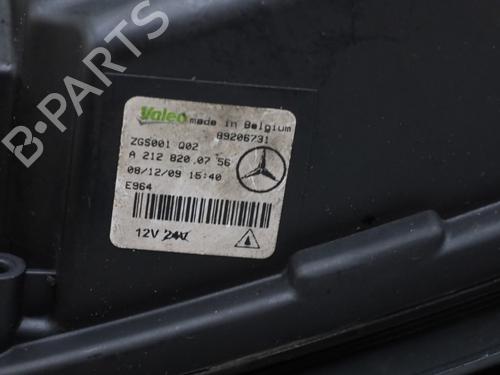 Valeo made in Belgium
89206731
ZGS001 Q02
A 212 820 07 56
08/12/09 15:40
E964
12V 24V
B-PARTS